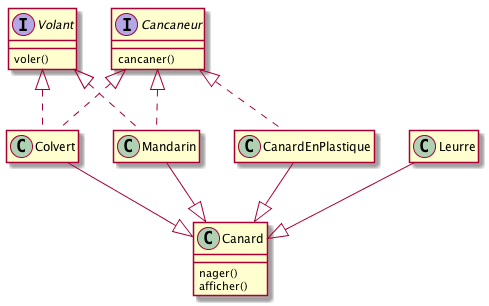 I Volant
I Cancaneur
voler()
cancaner()
C Colvert
C Mandarin
C CanardEnPlastique
C Leurre
C Canard
nager()
afficher()